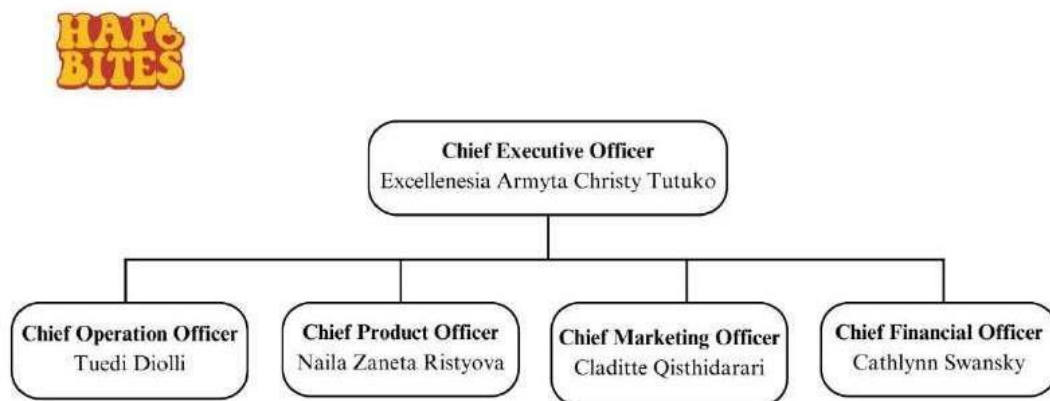 HAPÓ
BITES
Chief Executive Officer
Excellenesia Armyta Christy Tutuko
Chief Operation Officer
Tuedi Diolli
Chief Product Officer
Naila Zaneta Ristyova
Chief Marketing Officer
Claditte Qisthidarari
Chief Financial Officer
Cathlynn Swansky